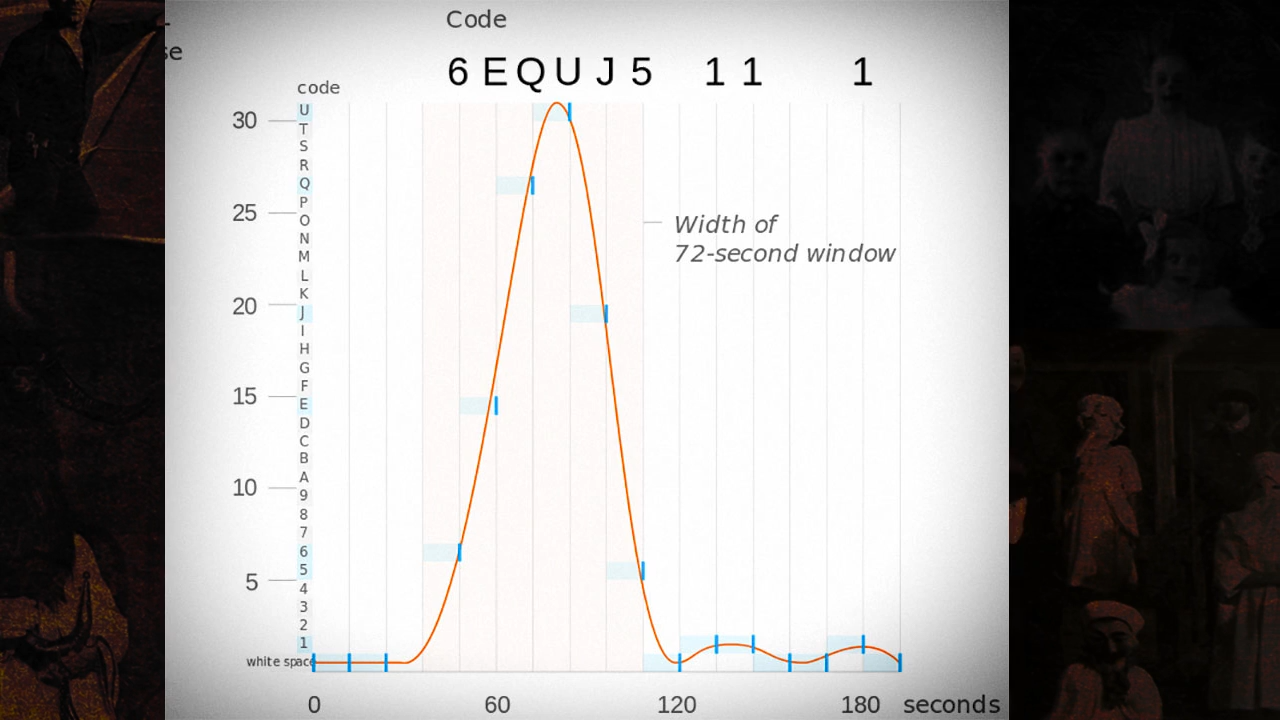 Code
se
6 E Q U J 5 1 1 1
code
U
30
T
S
R
Q
P
25
O
N
M
L
K
20
J
I
H
G
F
15
E
D
C
B
A
10
9
8
7
6
5
5
4
3
2
1
white space
Width of
72-second window
0 60 120 180 seconds